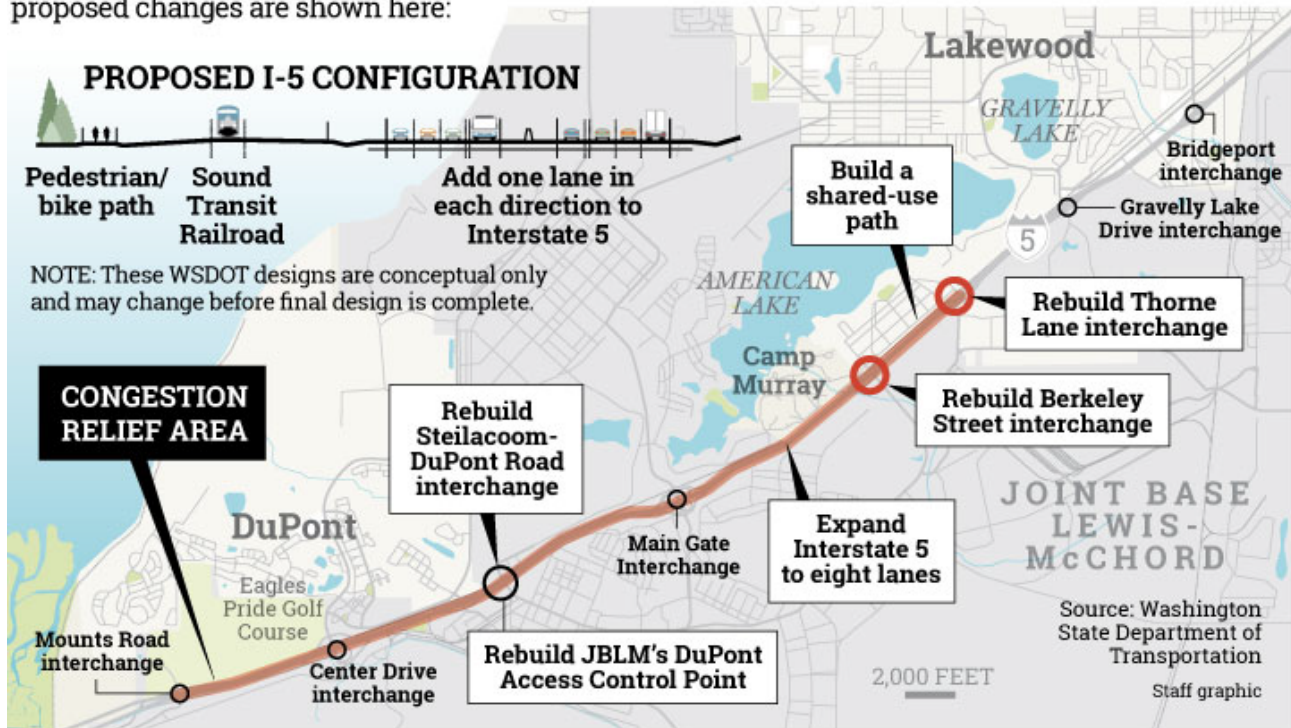 proposed changes are shown here:
PROPOSED I-5 CONFIGURATION
Pedestrian/
bike path
Sound
Transit
Railroad
Add one lane in
each direction to
Interstate 5
NOTE: These WSDOT designs are conceptual only
and may change before final design is complete.
Lakewood
GRAVELLY
LAKE
Bridgeport
interchange
Gravelly Lake
Drive interchange
5
Build a
shared-use
path
AMERICAN
LAKE
Rebuild Thorne
Lane interchange
Camp
Murray
Rebuild Berkeley
Street interchange
CONGESTION
RELIEF AREA
Rebuild
Steilacoom-
DuPont Road
interchange
JOINT BASE
LEWIS-
McCHORD
DuPont
Main Gate
Interchange
Expand
Interstate 5
to eight lanes
Eagles
Pride Golf
Course
Mounts Road
interchange
Center Drive
interchange
Rebuild JBLM's DuPont
Access Control Point
2,000 FEET
Source: Washington
State Department of
Transportation
Staff graphic